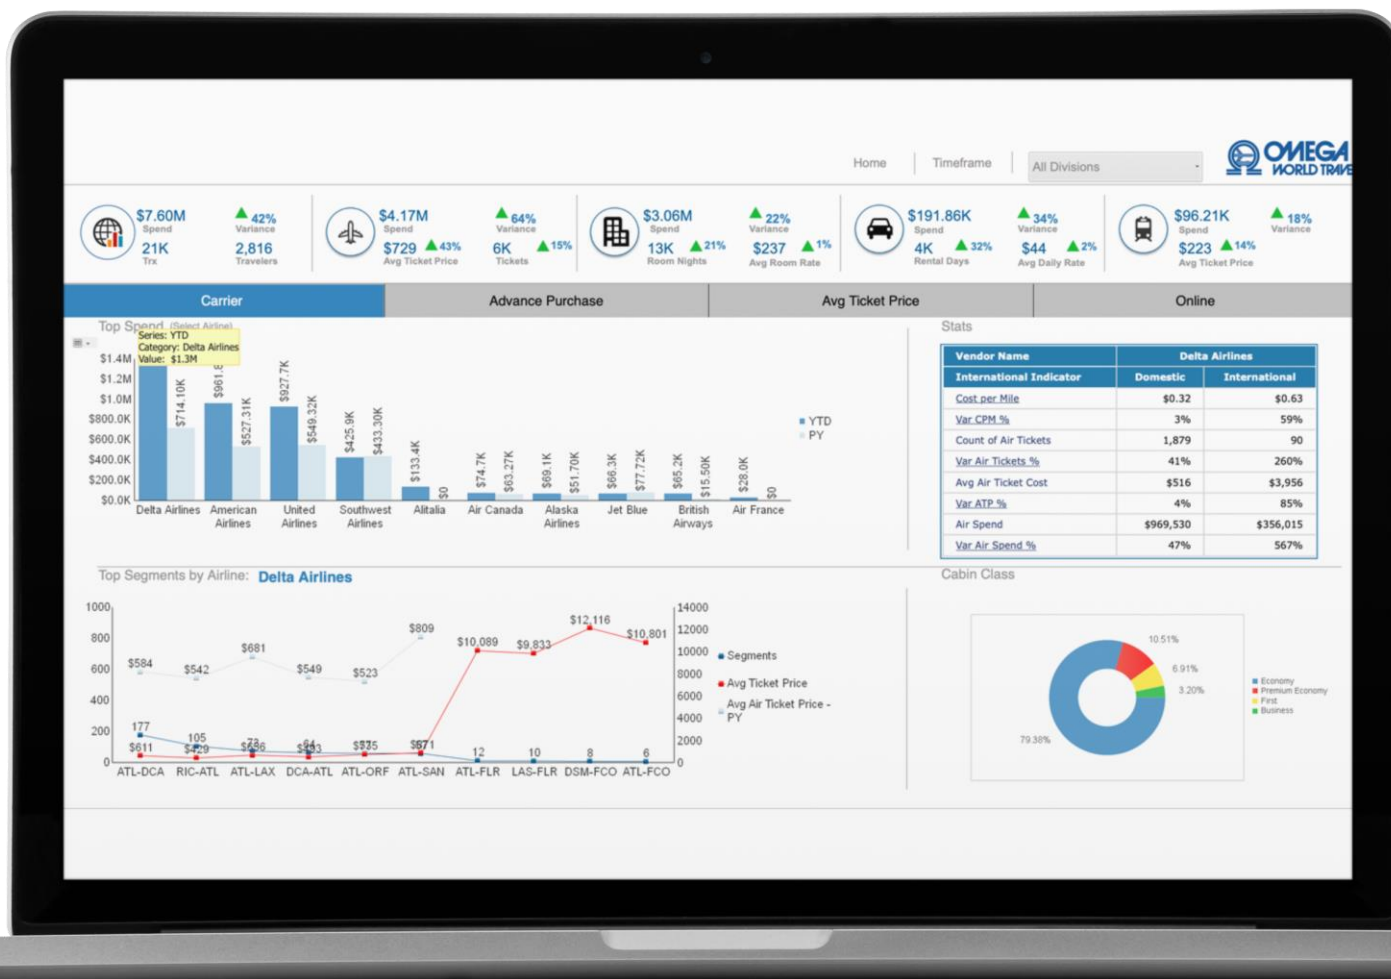 Home
Timeframe
All Divisions
OMEGA
WORLD TRAVE
$7.60M
Spend
42%
Variance
21K
Trx
2,816
Travelers
$4.17M
Spend
64%
Variance
$729 43%
Avg Ticket Price
6K 15%
Tickets
$3.06M
Spend
22%
Variance
13K 21%
Room Nights
$237 1%
Avg Room Rate
$191.86K
Spend
34%
Variance
4K 32%
Rental Days
$44 2%
Avg Daily Rate
$96.21K
Spend
18%
Variance
$223 14%
Avg Ticket Price
Carrier
Advance Purchase
Avg Ticket Price
Online
Top Spend (Select Airline)
Series: YTD
Category: Delta Airlines
Value: $1.3M
$1.4M
$1.2M
$1.0M
$800.0K
$600.0K
$400.0K
$200.0K
$0.0K
$714.10K
$961.8
$527.31K
$927.7K
$549.32K
$425.9K
$433.30K
$133.4K
$0
$74.7K
$63.27K
$69.1K
$51.70K
$66.3K
$77.72K
$65.2K
$15.50K
$28.0K
$0
Delta Airlines
American Airlines
United Airlines
Southwest Airlines
Alitalia
Air Canada
Alaska Airlines
Jet Blue
British Airways
Air France
YTD
PY
Stats
Vendor Name Delta Airlines
International Indicator Domestic International
Cost per Mile $0.32 $0.63
Var CPM % 3% 59%
Count of Air Tickets 1,879 90
Var Air Tickets % 41% 260%
Avg Air Ticket Cost $516 $3,956
Var ATP % 4% 85%
Air Spend $969,530 $356,015
Var Air Spend % 47% 567%
Top Segments by Airline: Delta Airlines
1000
800
600
400
200
0
$584
$542
$681
$549
$523
$809
$10,089
$9,833
$12,116
$10,801
177
105
$611
$429
12
10
8
6
14000
12000
10000
8000
6000
4000
2000
0
ATL-DCA
RIC-ATL
ATL-LAX
DCA-ATL
ATL-ORF
ATL-SAN
ATL-FLR
LAS-FLR
DSM-FCO
ATL-FCO
Segments
Avg Ticket Price
Avg Air Ticket Price -
PY
Cabin Class
10.51%
6.91%
3.20%
79.38%
Economy
Premium Economy
First
Business